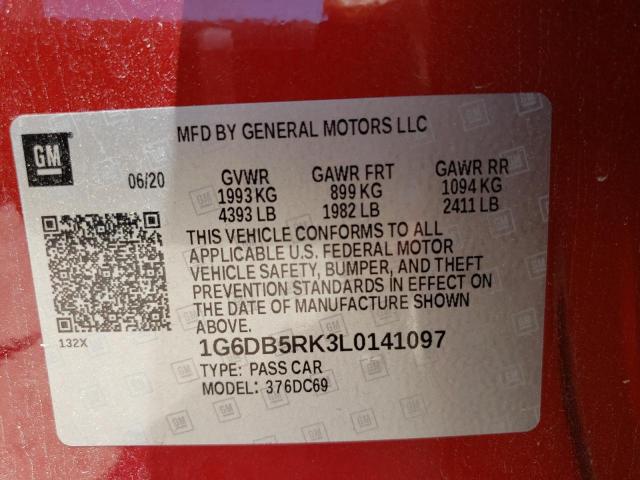 MFD BY GENERAL MOTORS LLC
GM
06/20
GVWR GAWR FRT GAWR RR
1993 KG 899 KG 1094 KG
4393 LB 1982 LB 2411 LB
THIS VEHICLE CONFORMS TO ALL
APPLICABLE U.S. FEDERAL MOTOR
VEHICLE SAFETY, BUMPER, AND THEFT
PREVENTION STANDARDS IN EFFECT ON
THE DATE OF MANUFACTURE SHOWN ABOVE.
132X
1G6DB5RK3L0141097
TYPE: PASS CAR
MODEL: 376DC69